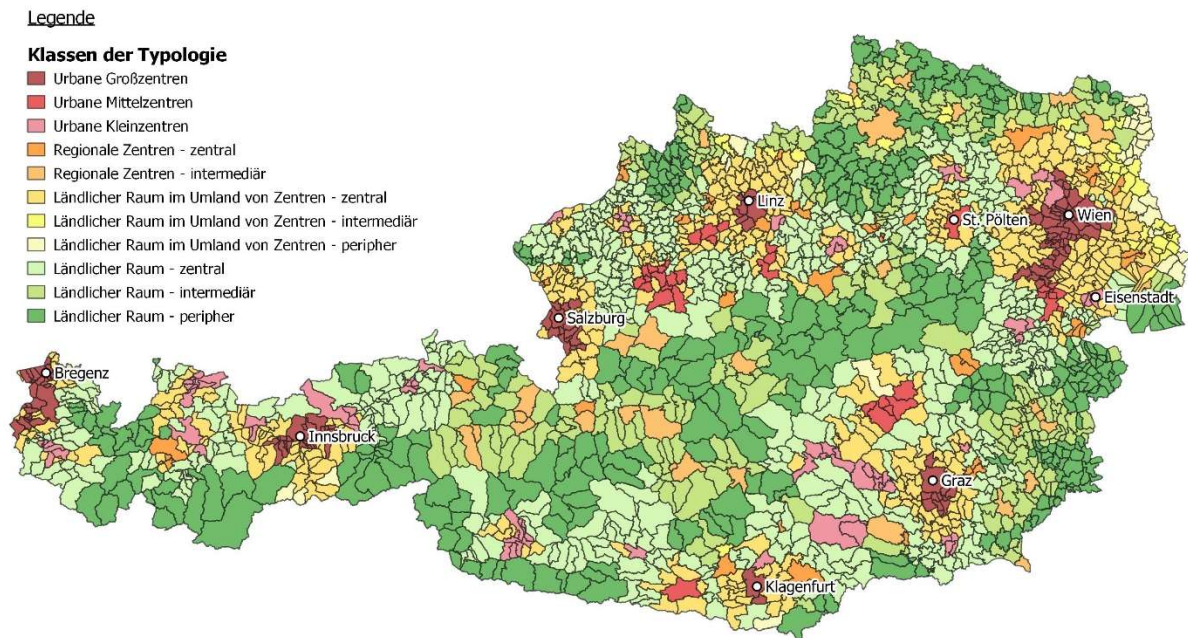 Legende
Klassen der Typologie
Urbane Großzentren
Urbane Mittelzentren
Urbane Kleinzentren
Regionale Zentren - zentral
Regionale Zentren - intermediär
Ländlicher Raum im Umland von Zentren - zentral
Ländlicher Raum im Umland von Zentren - intermediär
Ländlicher Raum im Umland von Zentren - peripher
Ländlicher Raum - zentral
Ländlicher Raum - intermediär
Ländlicher Raum - peripher
Linz
St. Pölten
Wien
Eisenstadt
Salzburg
Bregenz
Innsbruck
Graz
Klagenfurt